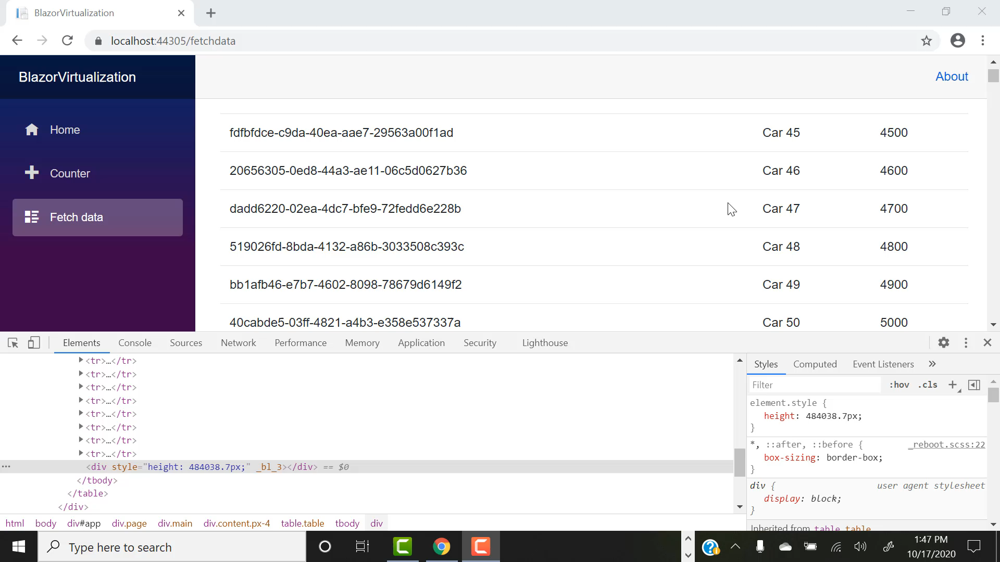 BlazorVirtualization
localhost:44305/fetchdata
BlazorVirtualization
About
Home
Counter
Fetch data
fdfbfdce-c9da-40ea-aae7-29563a00f1ad Car 45 4500
20656305-0ed8-44a3-ae11-06c5d0627b36 Car 46 4600
dadd6220-02ea-4dc7-bfe9-72fedd6e228b Car 47 4700
519026fd-8bda-4132-a86b-3033508c393c Car 48 4800
bb1afb46-e7b7-4602-8098-78679d6149f2 Car 49 4900
40cabde5-03ff-4821-a4b3-e358e537337a Car 50 5000
Elements Console Sources Network Performance Memory Application Security Lighthouse
<tr>…</tr>
<tr>…</tr>
<tr>…</tr>
<tr>…</tr>
<tr>…</tr>
<tr>…</tr>
<tr>…</tr>
<tr>…</tr>
<div style="height: 484038.7px;" _bl_3></div> == $0
</tbody>
</table>
</div>
html body div#app div.page div.main div.content.px-4 table.table tbody div
Styles Computed Event Listeners »
Filter :hov .cls
element.style {
height: 484038.7px;
}
*, ::after, ::before { _reboot.scss:22
box-sizing: border-box;
}
div { user agent stylesheet
display: block;
}
Inherited from table.table
Type here to search
1:47 PM
10/17/2020